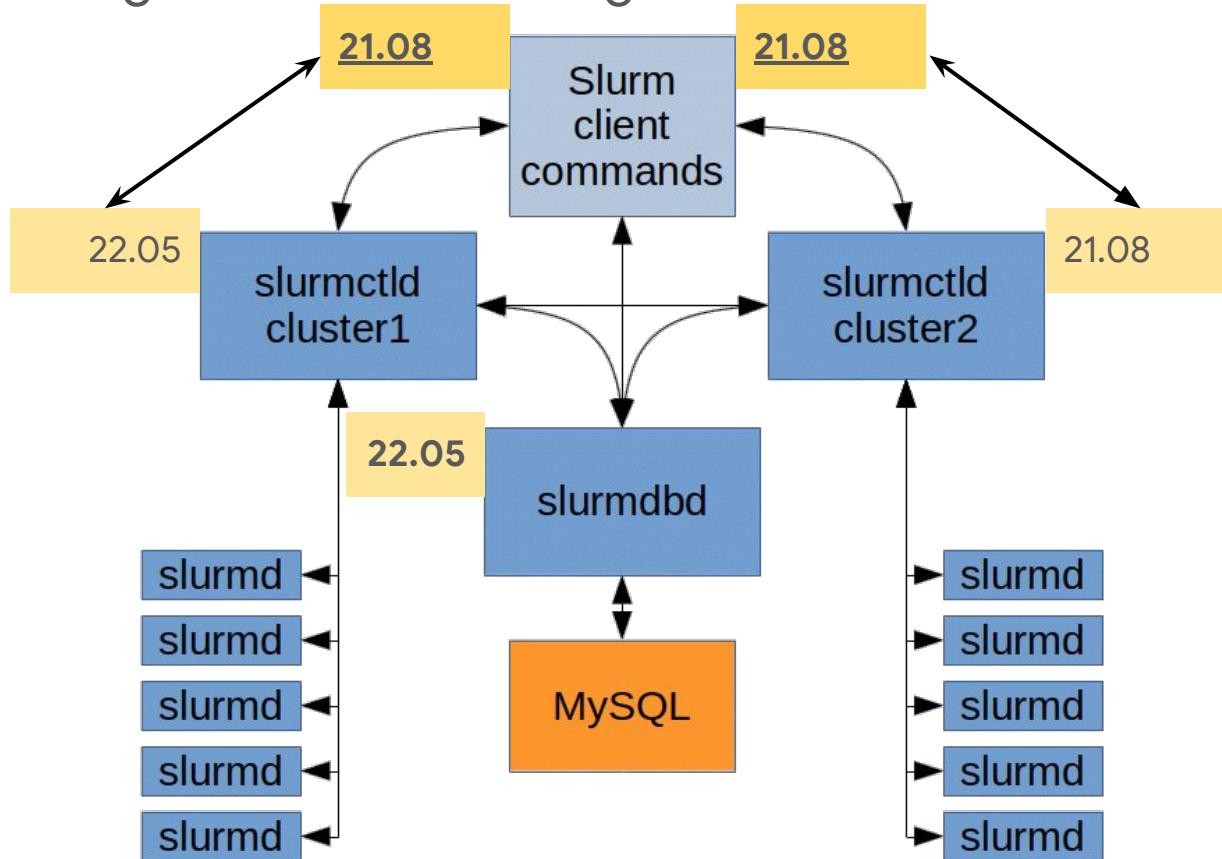 21.08
21.08
Slurm
client
commands
22.05
21.08
slurmctld
cluster1
slurmctld
cluster2
22.05
slurmdbd
slurmd
slurmd
slurmd
slurmd
MySQL
slurmd
slurmd
slurmd
slurmd
slurmd
slurmd